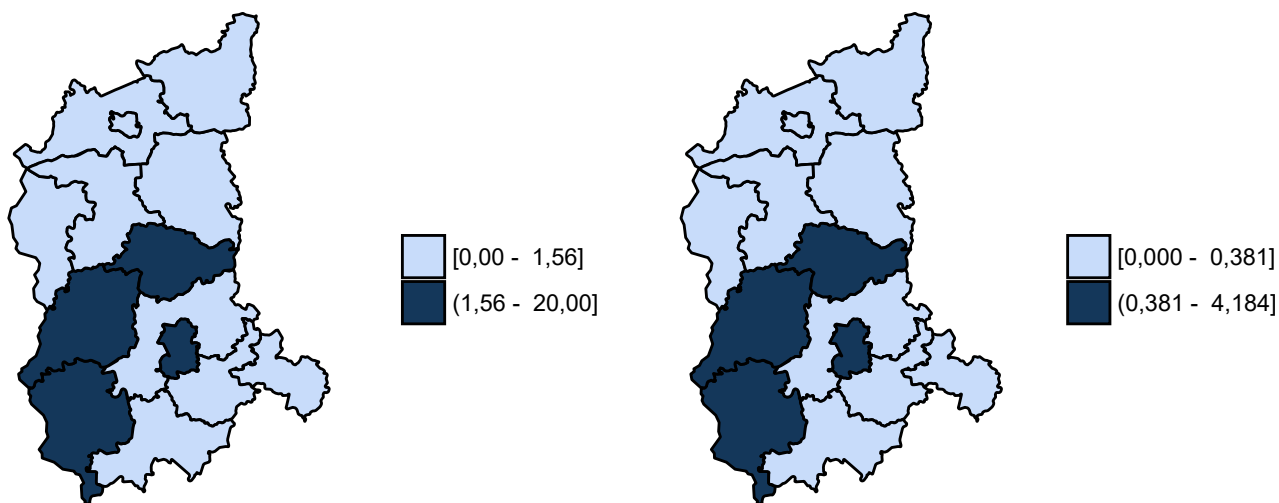 [0,00 - 1,56]
(1,56 - 20,00]
[0,000 - 0,381]
(0,381 - 4,184]